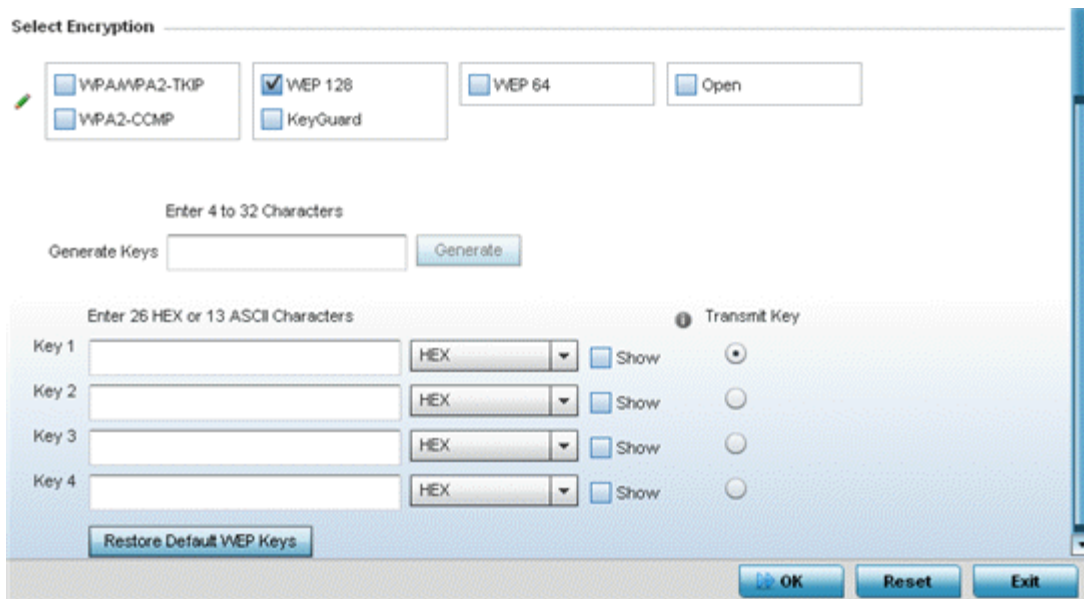 Select Encryption
WPA/WPA2-TKIP
WPA2-CCMP
WEP 128
KeyGuard
WEP 64
Open
Enter 4 to 32 Characters
Generate Keys
Generate
Enter 26 HEX or 13 ASCII Characters
Transmit Key
Key 1 HEX Show
Key 2 HEX Show
Key 3 HEX Show
Key 4 HEX Show
Restore Default WEP Keys
OK Reset Exit